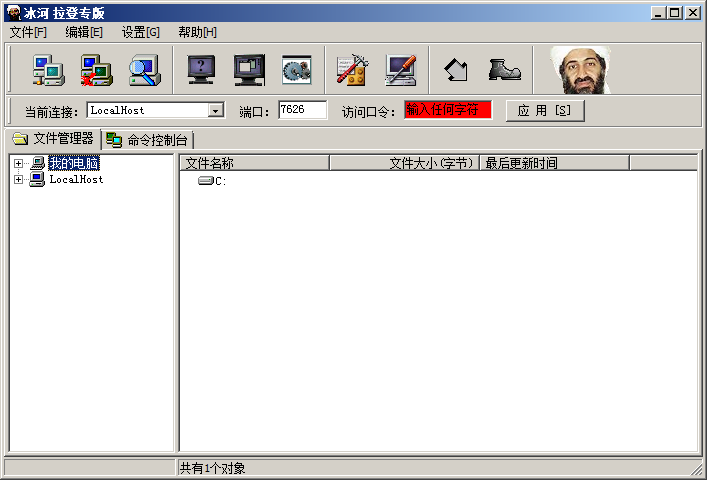 冰河 拉登专版
文件[F] 编辑[E] 设置[G] 帮助[H]
当前连接: LocalHost 端口: 7626 访问口令: 输入任何字符 应 用 [S]
文件管理器 命令控制台
我的电脑
LocalHost
文件名称 文件大小(字节) 最后更新时间
C:
共有1个对象